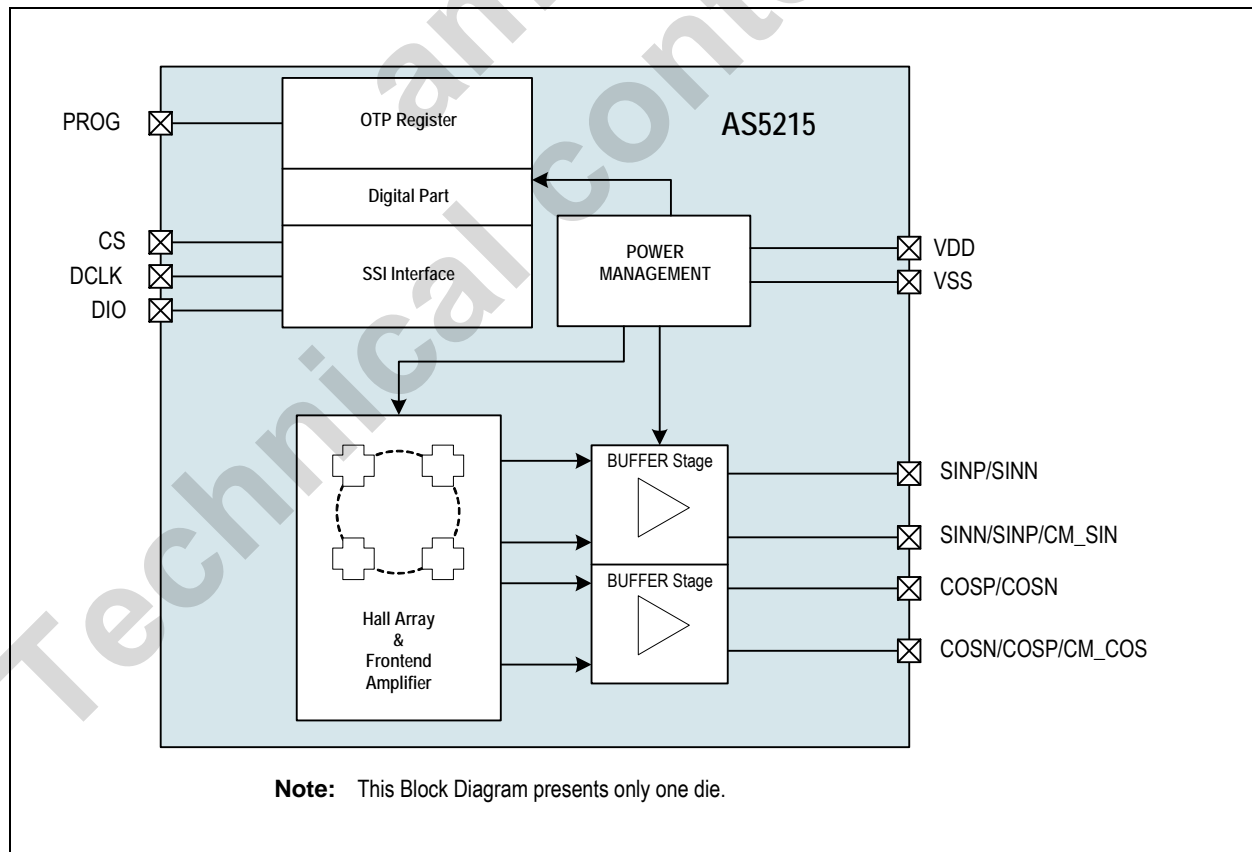 AS5215
PROG
OTP Register
Digital Part
CS
DCLK
DIO
SSI Interface
POWER
MANAGEMENT
VDD
VSS
Hall Array
&
Frontend
Amplifier
BUFFER Stage
BUFFER Stage
SINP/SINN
SINN/SINP/CM_SIN
COSP/COSN
COSN/COSP/CM_COS
Note: This Block Diagram presents only one die.
am
Technical conte